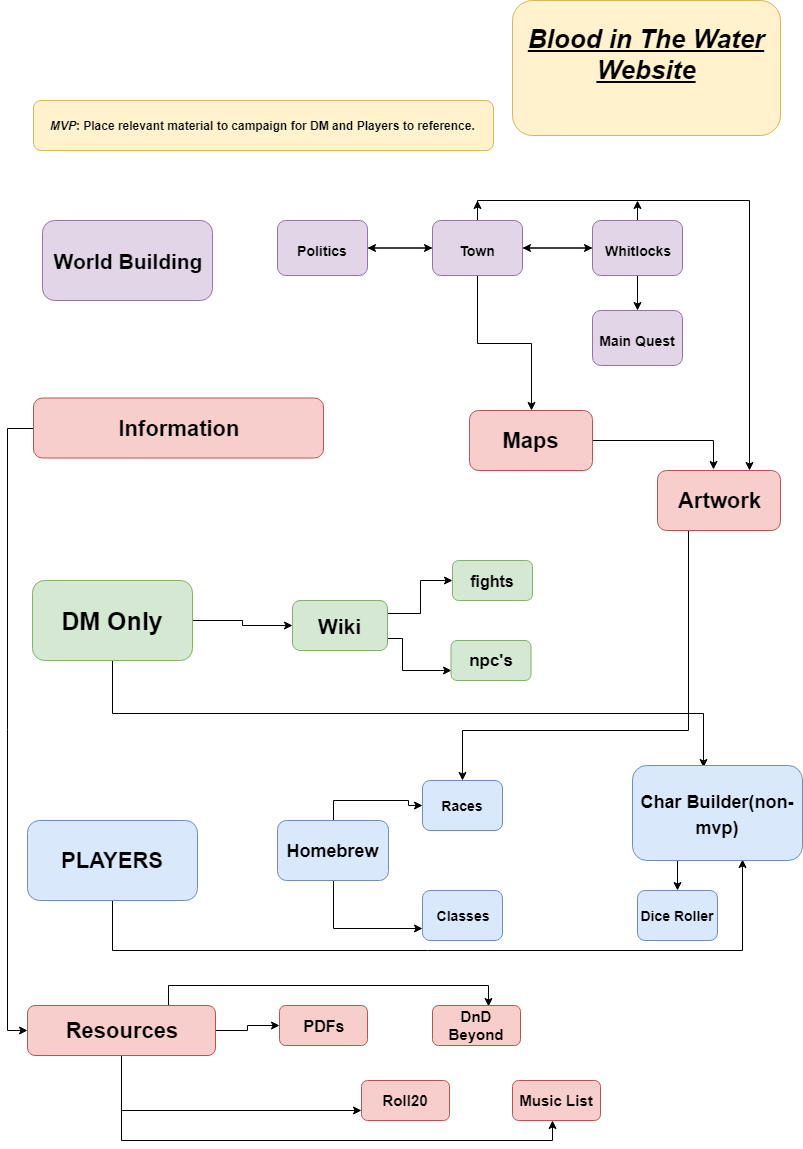 Blood in The Water
Website
MVP: Place relevant material to campaign for DM and Players to reference.
World Building
Politics
Town
Whitlocks
Main Quest
Information
Maps
Artwork
DM Only
Wiki
fights
npc's
PLAYERS
Homebrew
Races
Classes
Char Builder(non-
mvp)
Dice Roller
Resources
PDFs
DnD
Beyond
Roll20
Music List